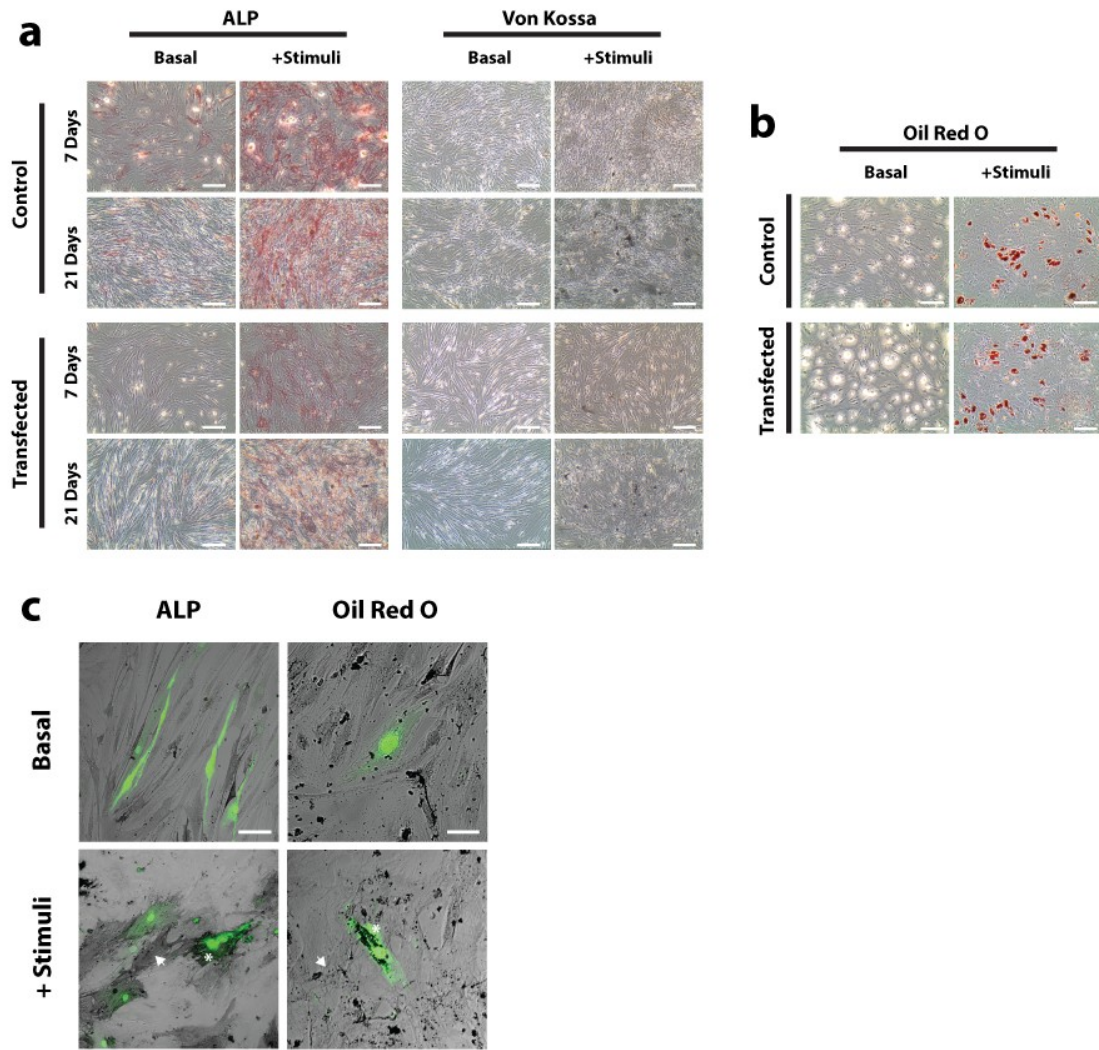 a
ALP
Von Kossa
Basal
+Stimuli
Basal
+Stimuli
Control
7 Days
21 Days
Transfected
7 Days
21 Days
b
Oil Red O
Basal
+Stimuli
Control
Transfected
c
ALP
Oil Red O
Basal
+ Stimuli
*
*